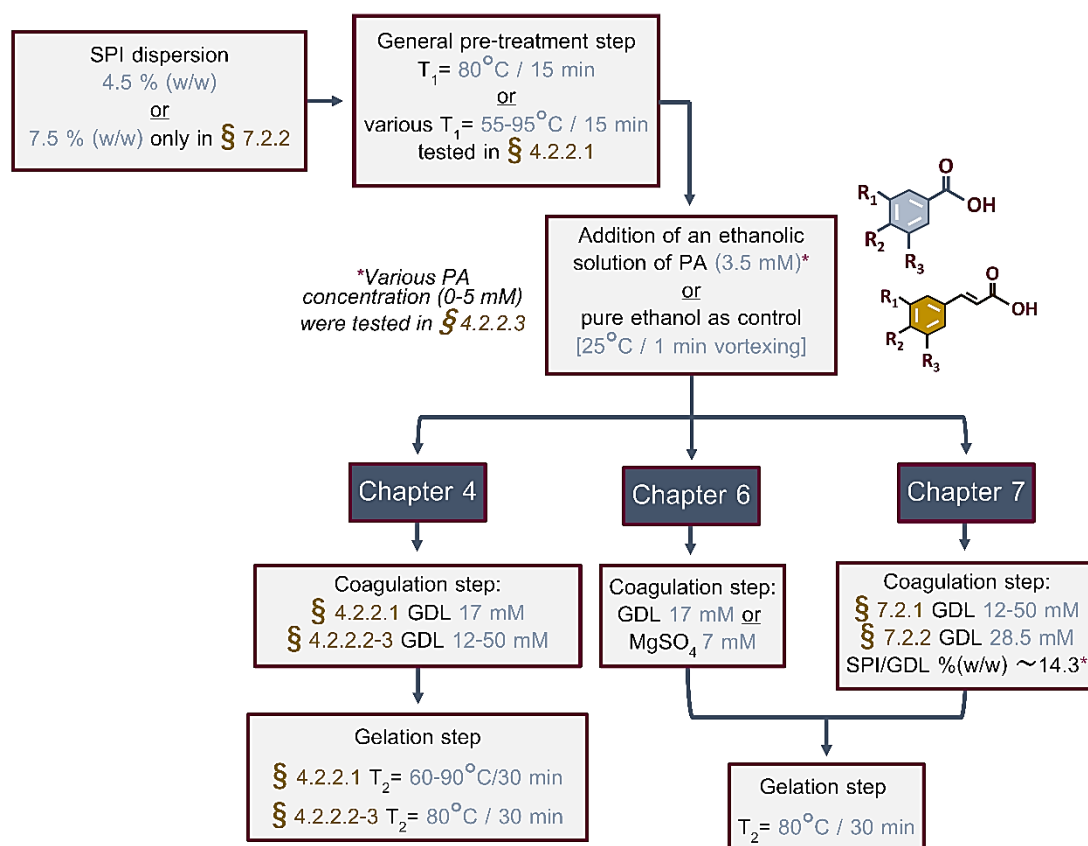 SPI dispersion
4.5 % (w/w)
or
7.5 % (w/w) only in § 7.2.2
General pre-treatment step
T1= 80°C / 15 min
or
various T1= 55-95°C / 15 min
tested in § 4.2.2.1
*Various PA
concentration (0-5 mM)
were tested in § 4.2.2.3
Addition of an ethanolic
solution of PA (3.5 mM)*
or
pure ethanol as control
[25°C / 1 min vortexing]
R1
O
OH
R2
R3
O
R1
OH
R2
R3
Chapter 4
Chapter 6
Chapter 7
Coagulation step:
§ 4.2.2.1 GDL 17 mM
§ 4.2.2.2-3 GDL 12-50 mM
Coagulation step:
GDL 17 mM or
MgSO4 7 mM
Coagulation step:
§ 7.2.1 GDL 12-50 mM
§ 7.2.2 GDL 28.5 mM
SPI/GDL %(w/w) ~14.3*
Gelation step
§ 4.2.2.1 T2= 60-90°C/30 min
§ 4.2.2.2-3 T2= 80°C / 30 min
Gelation step
T2= 80°C / 30 min